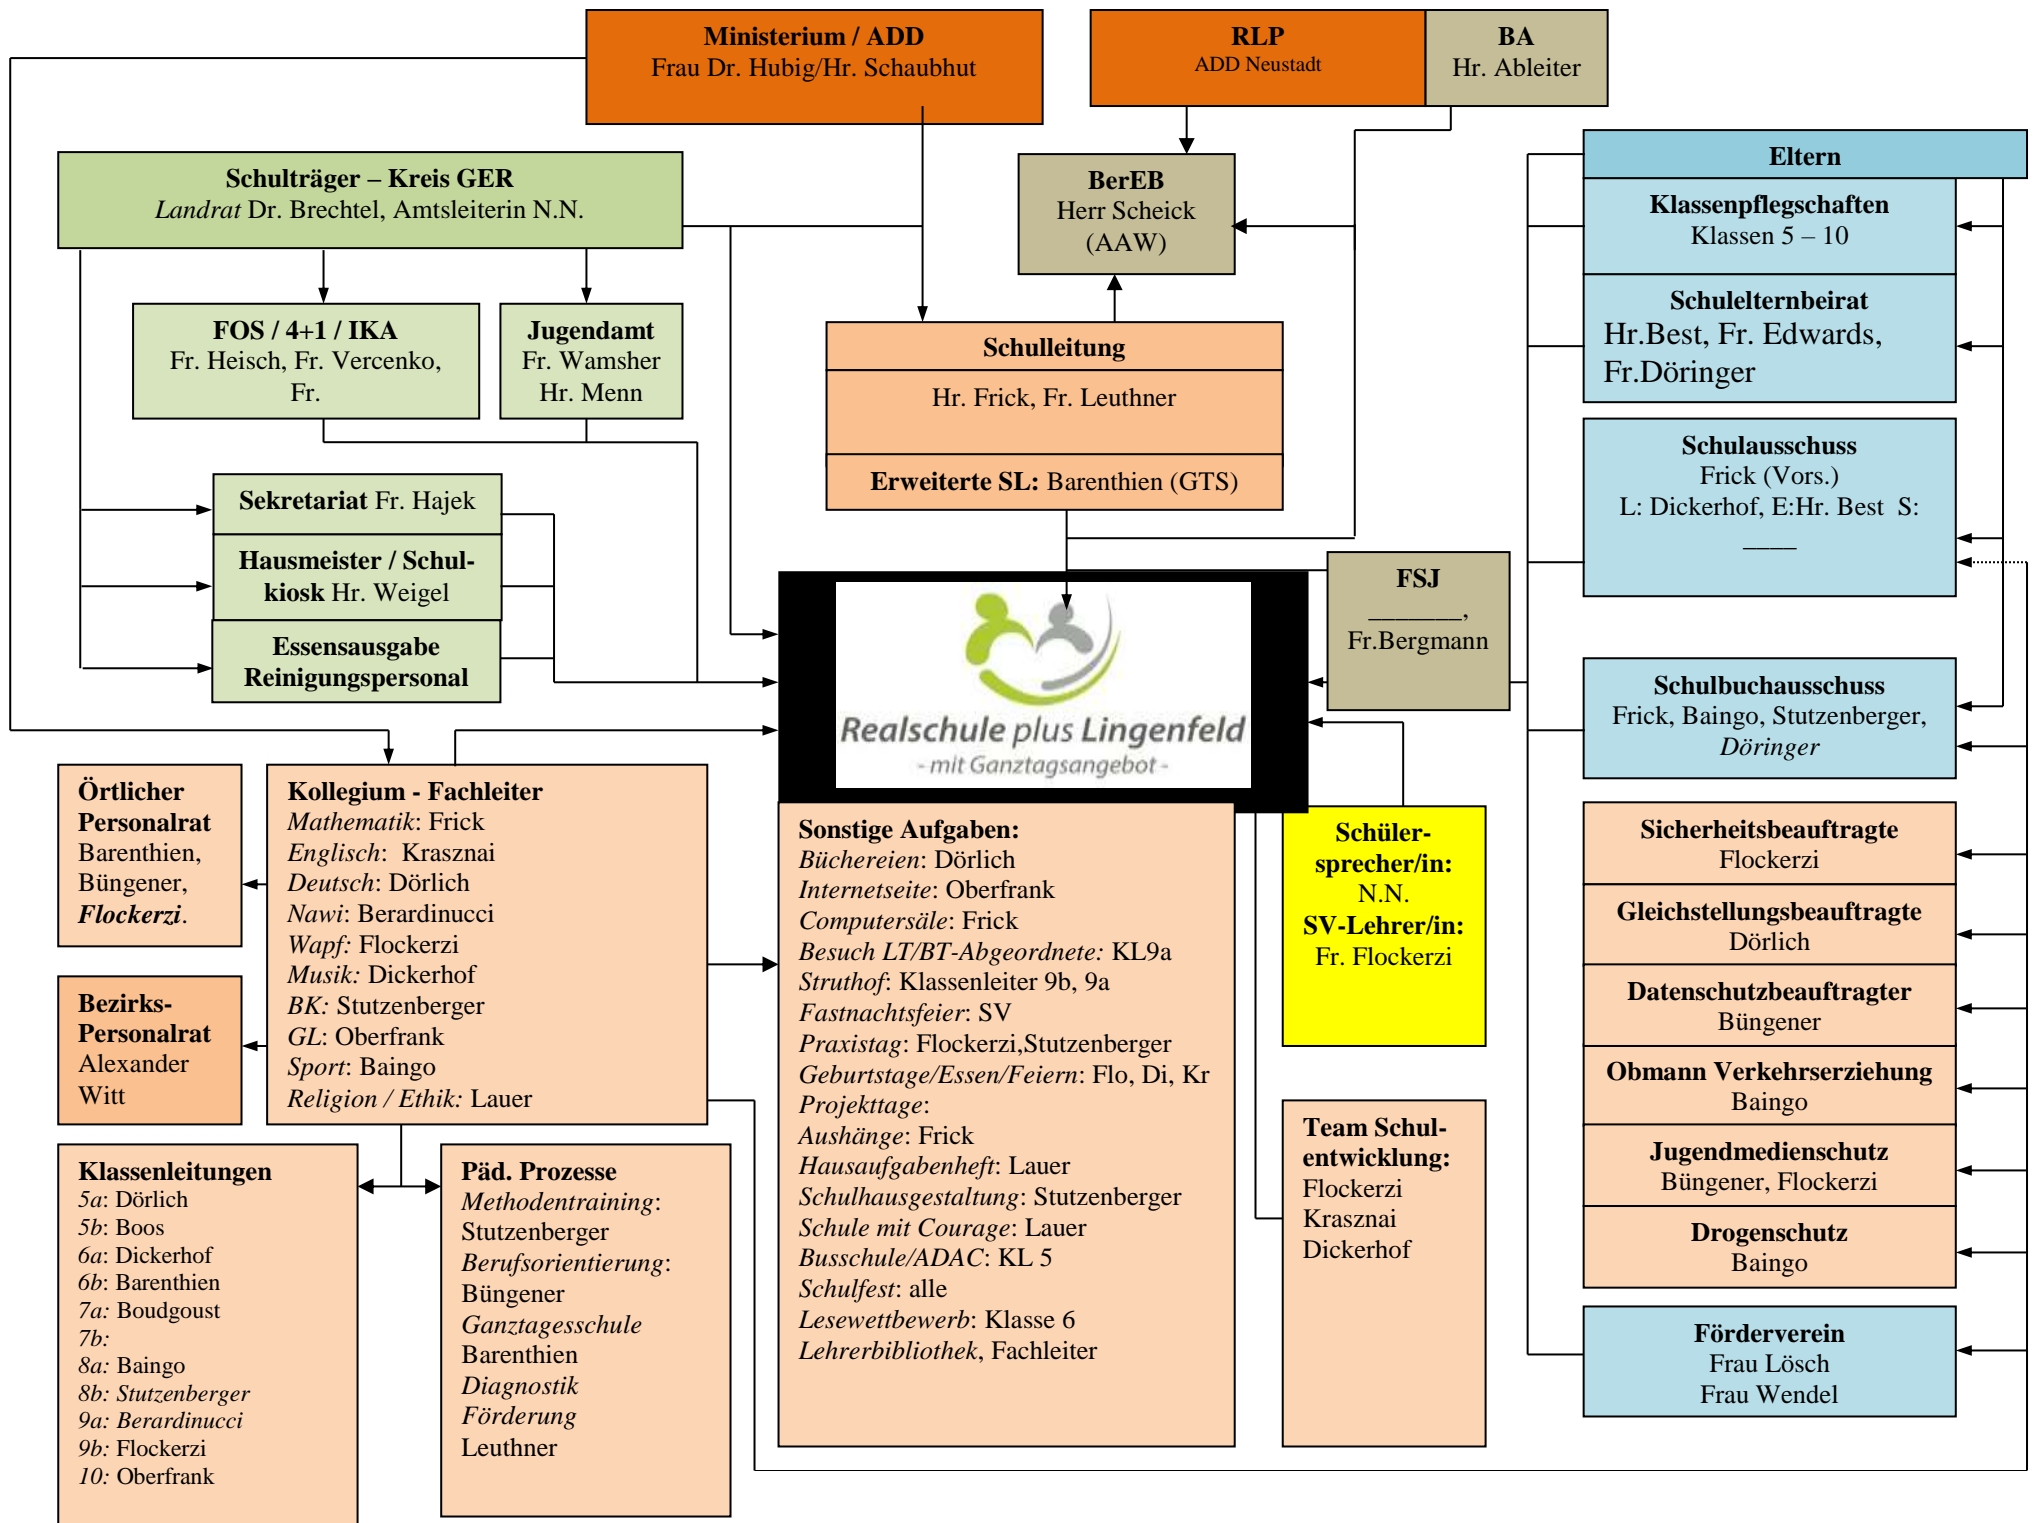 Ministerium / ADD
Frau Dr. Hubig/Hr. Schaubhut
RLP
ADD Neustadt
BA
Hr. Ableiter
Schulträger – Kreis GER
Landrat Dr. Brechtel, Amtsleiterin N.N.
BerEB
Herr Scheick
(AAW)
Eltern
Klassenpflegschaften
Klassen 5 – 10
Schulelternbeirat
Hr.Best, Fr. Edwards,
Fr.Döringer
FOS / 4+1 / IKA
Fr. Heisch, Fr. Vercenko,
Fr.
Jugendamt
Fr. Wamsher
Hr. Menn
Schulleitung
Hr. Frick, Fr. Leuthner
Erweiterte SL: Barenthien (GTS)
Schulausschuss
Frick (Vors.)
L: Dickerhof, E:Hr. Best  S:
____
Sekretariat Fr. Hajek
Hausmeister / Schul-
kiosk Hr. Weigel
Essensausgabe
Reinigungspersonal
FSJ
_______,
Fr.Bergmann
Realschule plus Lingenfeld
- mit Ganztagsangebot -
Schulbuchausschuss
Frick, Baingo, Stutzenberger,
Döringer
Örtlicher
Personalrat
Barenthien,
Büngener,
Flockerzi.
Bezirks-
Personalrat
Alexander
Witt
Kollegium - Fachleiter
Mathematik: Frick
Englisch:  Krasznai
Deutsch: Dörlich
Nawi: Berardinucci
Wapf: Flockerzi
Musik: Dickerhof
BK: Stutzenberger
GL: Oberfrank
Sport: Baingo
Religion / Ethik: Lauer
Sonstige Aufgaben:
Büchereien: Dörlich
Internetseite: Oberfrank
Computersäle: Frick
Besuch LT/BT-Abgeordnete: KL9a
Struthof: Klassenleiter 9b, 9a
Fastnachtsfeier: SV
Praxistag: Flockerzi,Stutzenberger
Geburtstage/Essen/Feiern: Flo, Di, Kr
Projekttage:
Aushänge: Frick
Hausaufgabenheft: Lauer
Schulhausgestaltung: Stutzenberger
Schule mit Courage: Lauer
Busschule/ADAC: KL 5
Schulfest: alle
Lesewettbewerb: Klasse 6
Lehrerbibliothek, Fachleiter
Schüler-
sprecher/in:
N.N.
SV-Lehrer/in:
Fr. Flockerzi
Team Schul-
entwicklung:
Flockerzi
Krasznai
Dickerhof
Sicherheitsbeauftragte
Flockerzi
Gleichstellungsbeauftragte
Dörlich
Datenschutzbeauftragter
Büngener
Obmann Verkehrserziehung
Baingo
Jugendmedienschutz
Büngener, Flockerzi
Drogenschutz
Baingo
Förderverein
Frau Lösch
Frau Wendel
Klassenleitungen
5a: Dörlich
5b: Boos
6a: Dickerhof
6b: Barenthien
7a: Boudgoust
7b:
8a: Baingo
8b: Stutzenberger
9a: Berardinucci
9b: Flockerzi
10: Oberfrank
Päd. Prozesse
Methodentraining:
Stutzenberger
Berufsorientierung:
Büngener
Ganztagesschule
Barenthien
Diagnostik
Förderung
Leuthner